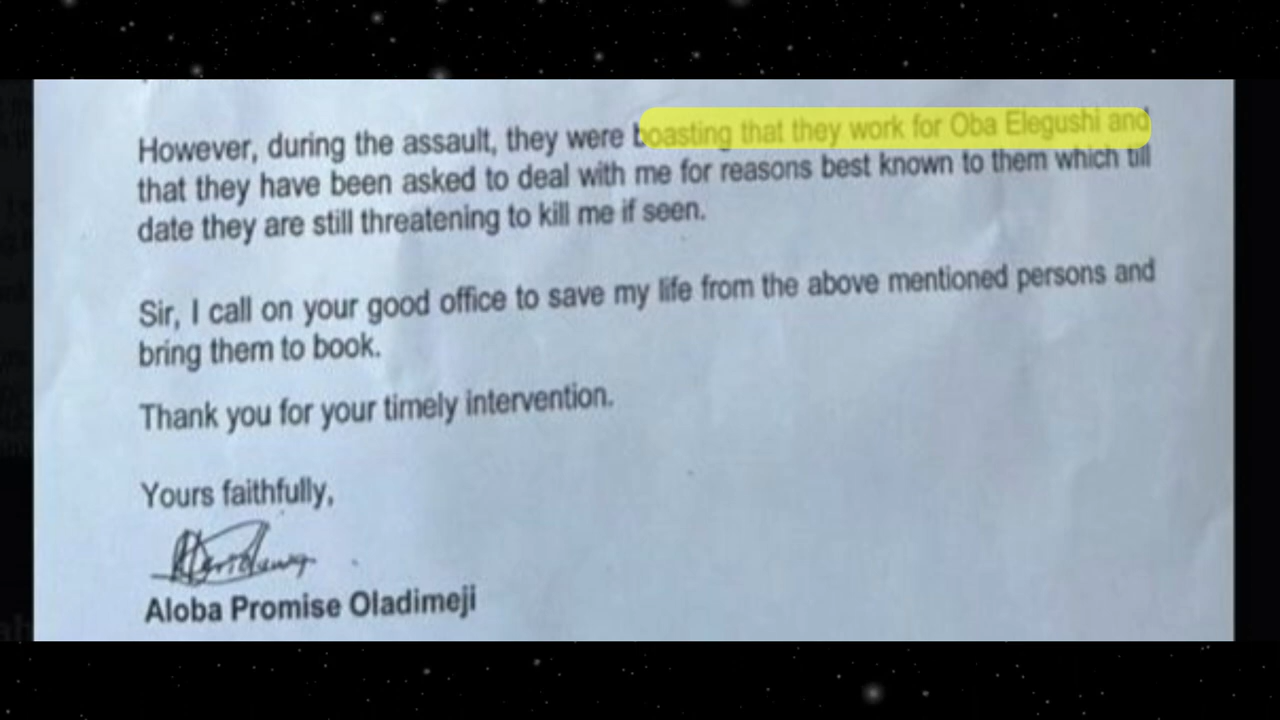 However, during the assault, they were boasting that they work for Oba Elegushi and
that they have been asked to deal with me for reasons best known to them which till
date they are still threatening to kill me if seen.
Sir, I call on your good office to save my life from the above mentioned persons and
bring them to book.
Thank you for your timely intervention.
Yours faithfully,
Aloba Promise Oladimeji